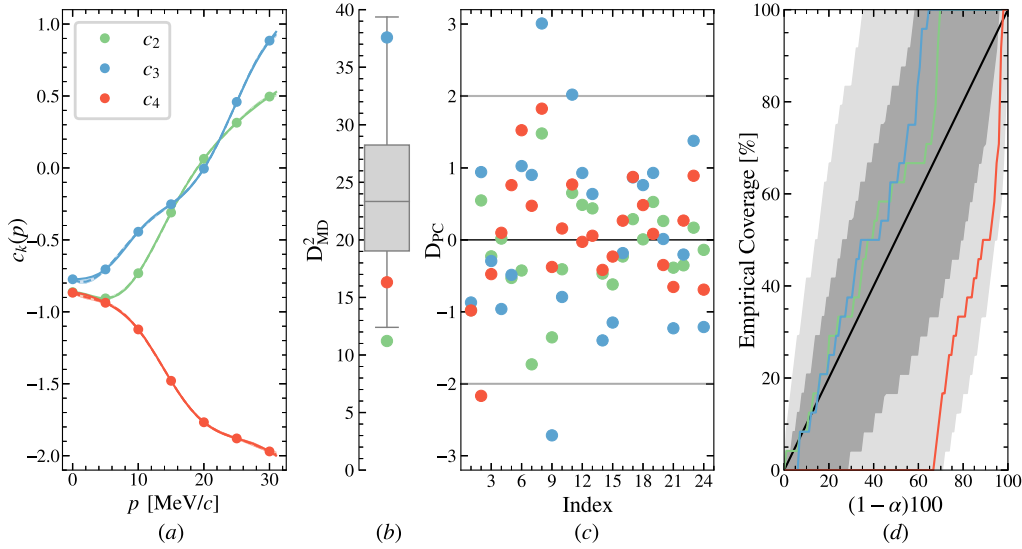 c₂
c₃
c₄
1.0
0.5
0.0
−0.5
−1.0
−1.5
−2.0
cₖ(p)
0 10 20 30
p [MeV/c]
(a)
40
35
30
25
20
15
10
5
0
D²MD
(b)
3
2
1
0
−1
−2
−3
DPC
3 6 9 12 15 18 21 24
Index
(c)
100
80
60
40
20
0
Empirical Coverage [%]
0 20 40 60 80 100
(1 − α)100
(d)